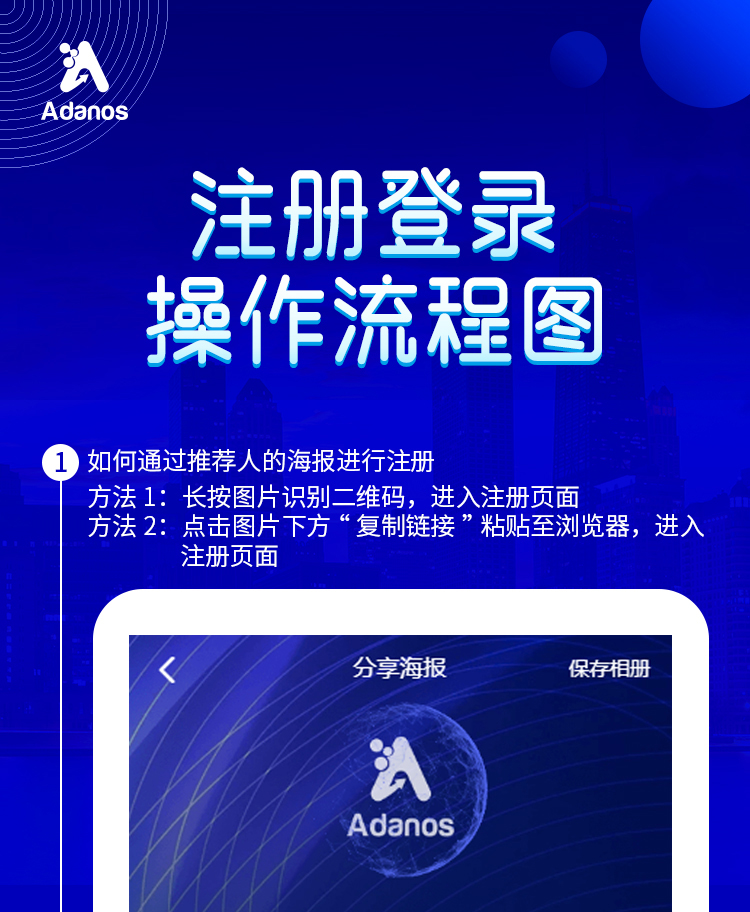 Adanos
注册登录
操作流程图
1 如何通过推荐人的海报进行注册
方法 1：长按图片识别二维码，进入注册页面
方法 2：点击图片下方“复制链接”粘贴至浏览器，进入
注册页面
分享海报 保存相册
Adanos